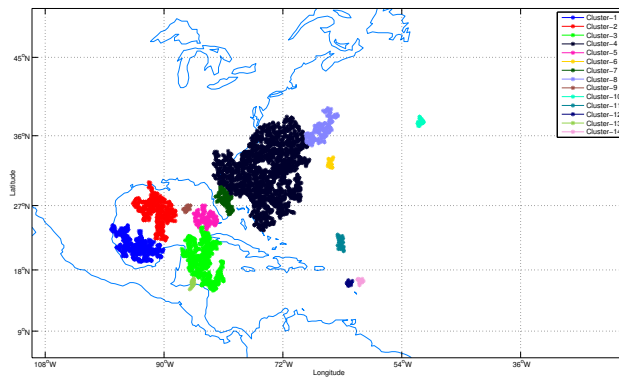 Cluster-1
Cluster-2
Cluster-3
Cluster-4
Cluster-5
Cluster-6
Cluster-7
Cluster-8
Cluster-9
Cluster-10
Cluster-11
Cluster-12
Cluster-13
Cluster-14
45°N
36°N
27°N
18°N
9°N
Latitude
108°W 90°W 72°W 54°W 36°W
Longitude